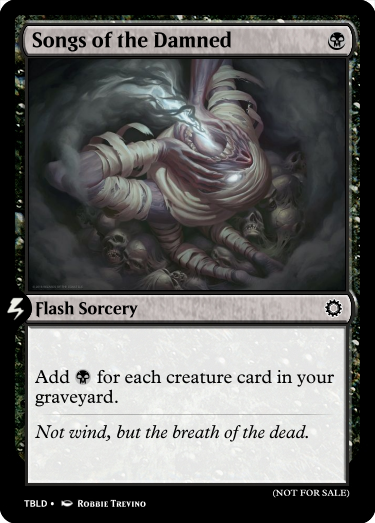 Songs of the Damned
Flash Sorcery
Add for each creature card in your
graveyard.
Not wind, but the breath of the dead.
(NOT FOR SALE)
TBLD • Robbie Trevino